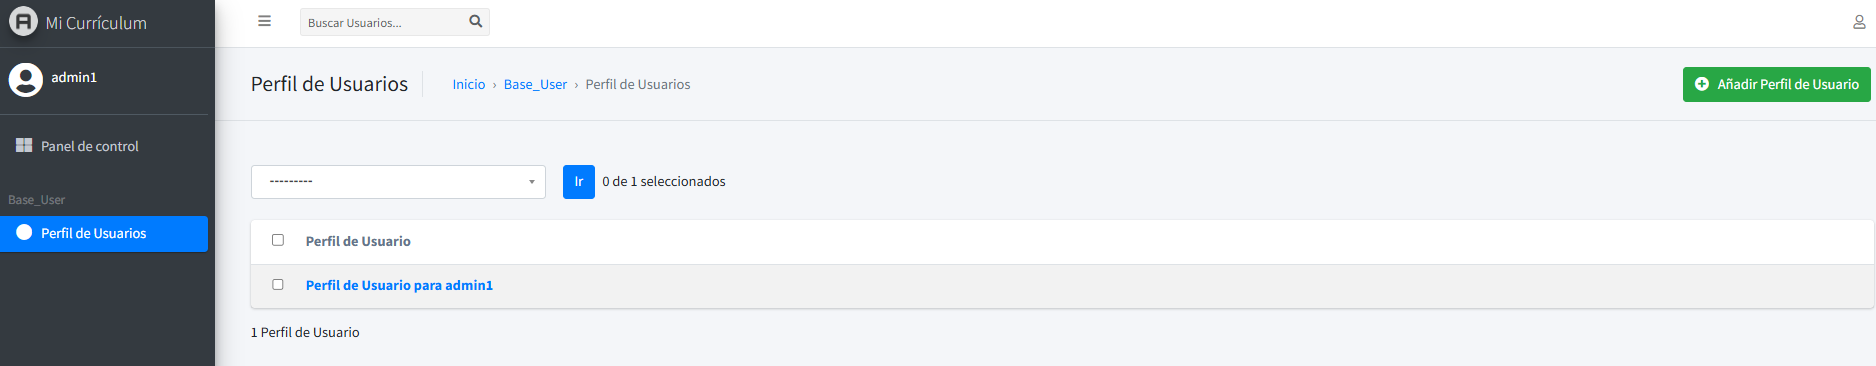 Mi Currículum
Buscar Usuarios...
admin1
Perfil de Usuarios
Inicio › Base_User › Perfil de Usuarios
Añadir Perfil de Usuario
Panel de control
---------
Ir
0 de 1 seleccionados
Base_User
Perfil de Usuarios
Perfil de Usuario
Perfil de Usuario para admin1
1 Perfil de Usuario